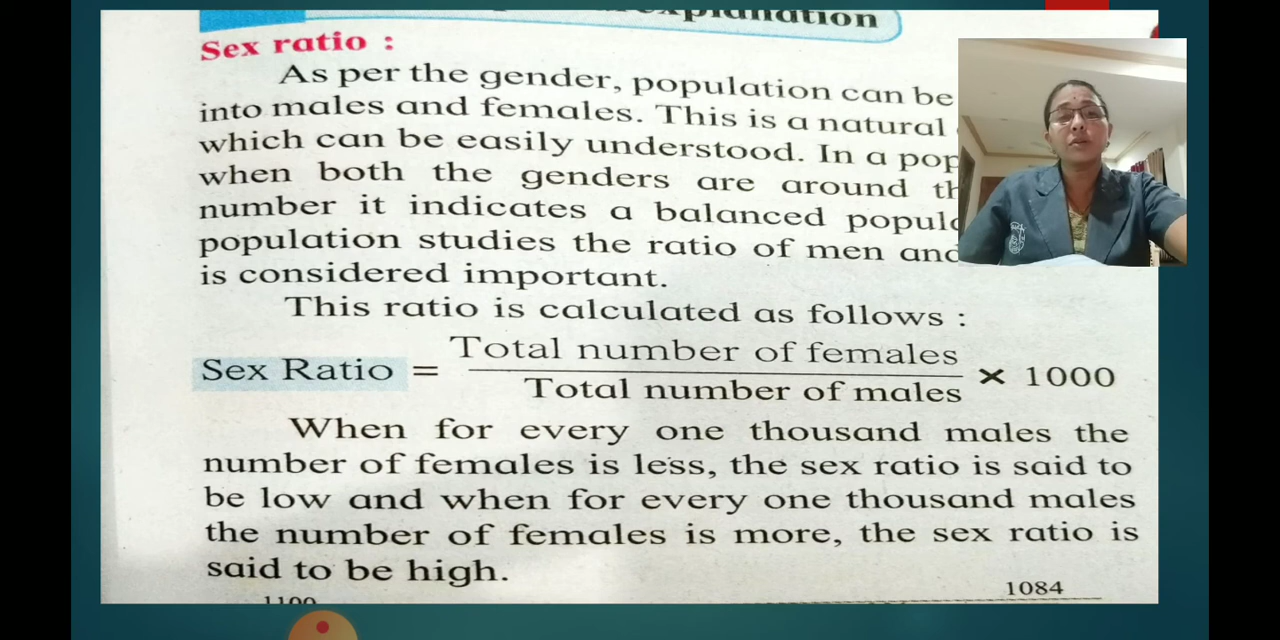 explanation
Sex ratio :
As per the gender, population can be
into males and females. This is a natural
which can be easily understood. In a pop
when both the genders are around th
number it indicates a balanced popul
population studies the ratio of men and
is considered important.
This ratio is calculated as follows :
Sex Ratio = Total number of females / Total number of males × 1000
When for every one thousand males the
number of females is less, the sex ratio is said to
be low and when for every one thousand males
the number of females is more, the sex ratio is
said to be high.
1100
1084